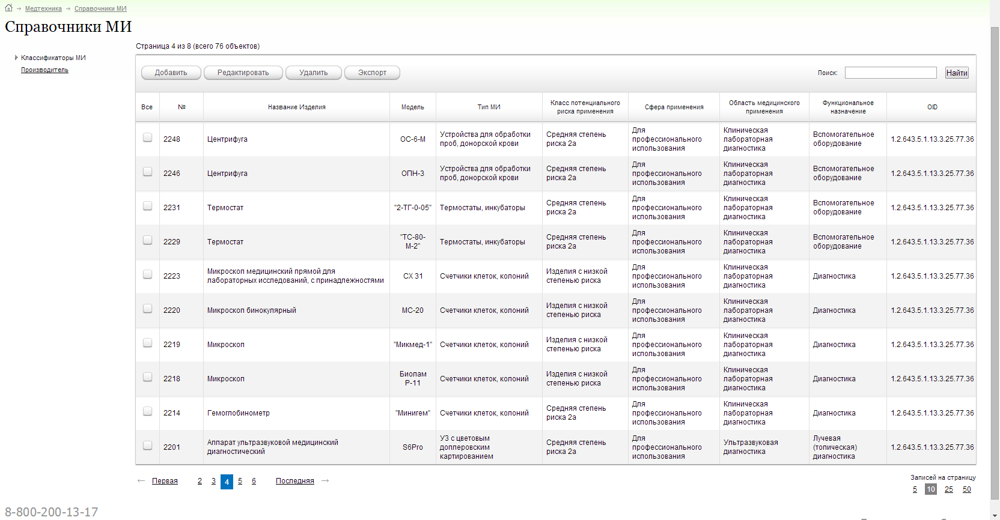 → Медтехника → Справочники МИ
Справочники МИ
Классификаторы МИ
Производитель
Страница 4 из 8 (всего 76 объектов)
Добавить Редактировать Удалить Экспорт Поиск: Найти
Все № Название Изделия Модель Тип МИ Класс потенциального риска применения Сфера применения Область медицинского применения Функциональное назначение OID
2248 Центрифуга ОС-6-М Устройства для обработки проб, донорской крови Средняя степень риска 2а Для профессионального использования Клиническая лабораторная диагностика Вспомогательное оборудование 1.2.643.5.1.13.3.25.77.36
2246 Центрифуга ОПН-3 Устройства для обработки проб, донорской крови Средняя степень риска 2а Для профессионального использования Клиническая лабораторная диагностика Вспомогательное оборудование 1.2.643.5.1.13.3.25.77.36
2231 Термостат "2-ТГ-0-05" Термостаты, инкубаторы Средняя степень риска 2а Для профессионального использования Клиническая лабораторная диагностика Вспомогательное оборудование 1.2.643.5.1.13.3.25.77.36
2229 Термостат "ТС-80-М-2" Термостаты, инкубаторы Средняя степень риска 2а Для профессионального использования Клиническая лабораторная диагностика Вспомогательное оборудование 1.2.643.5.1.13.3.25.77.36
2223 Микроскоп медицинский прямой для лабораторных исследований, с принадлежностями СХ 31 Счетчики клеток, колоний Изделия с низкой степенью риска Для профессионального использования Клиническая лабораторная диагностика Диагностика 1.2.643.5.1.13.3.25.77.36
2220 Микроскоп бинокулярный МС-20 Счетчики клеток, колоний Изделия с низкой степенью риска Для профессионального использования Клиническая лабораторная диагностика Диагностика 1.2.643.5.1.13.3.25.77.36
2219 Микроскоп "Микмед-1" Счетчики клеток, колоний Изделия с низкой степенью риска Для профессионального использования Клиническая лабораторная диагностика Диагностика 1.2.643.5.1.13.3.25.77.36
2218 Микроскоп Биолам Р-11 Счетчики клеток, колоний Изделия с низкой степенью риска Для профессионального использования Клиническая лабораторная диагностика Диагностика 1.2.643.5.1.13.3.25.77.36
2214 Гемоглобинометр "Минигем" Счетчики клеток, колоний Средняя степень риска 2а Для профессионального использования Клиническая лабораторная диагностика Диагностика 1.2.643.5.1.13.3.25.77.36
2201 Аппарат ультразвуковой медицинский диагностический S6Pro УЗ с цветовым допплеровским картированием Средняя степень риска 2а Для профессионального использования Ультразвуковая диагностика Лучевая (топическая) диагностика 1.2.643.5.1.13.3.25.77.36
← Первая 2 3 4 5 6 Последняя →
Записей на страницу
5 10 25 50
8-800-200-13-17